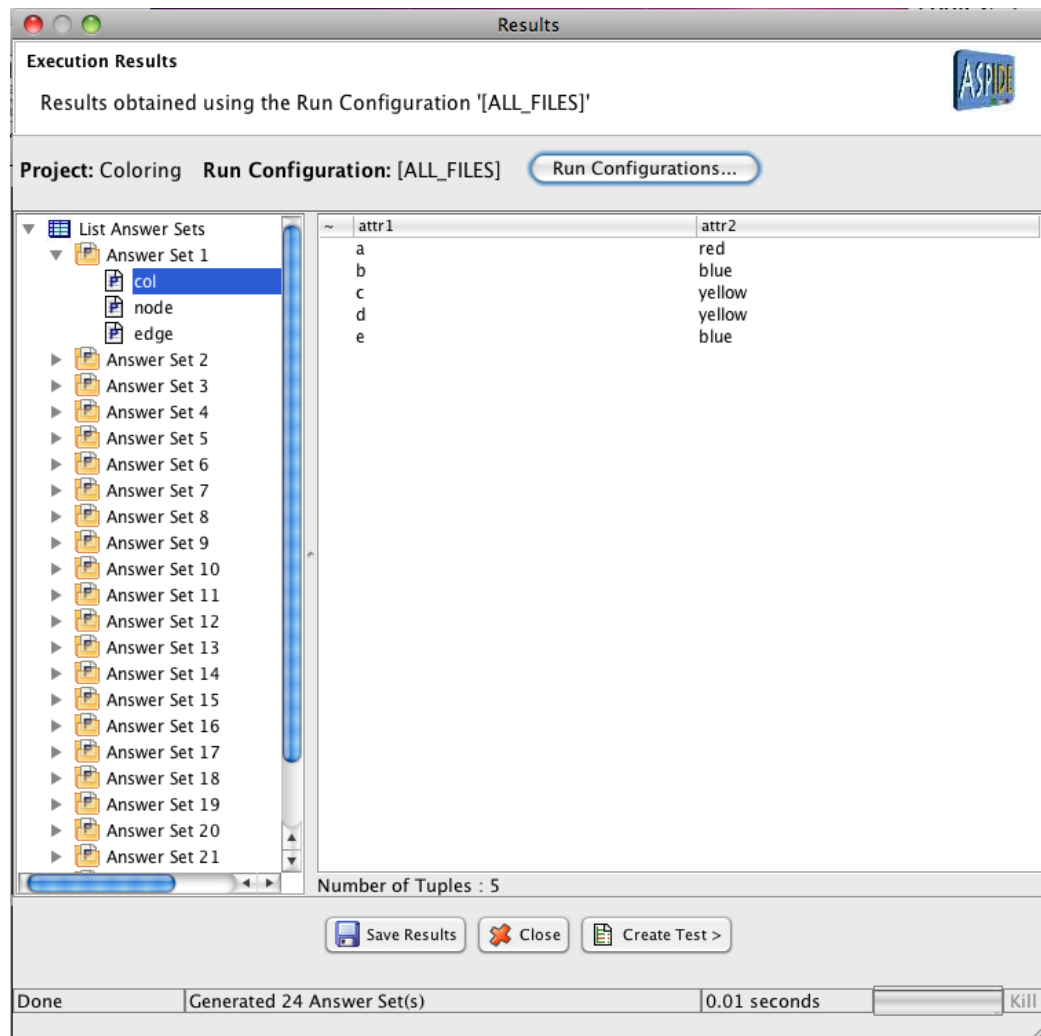 Results
Execution Results
Results obtained using the Run Configuration '[ALL_FILES]'
ASPIDE
Project: Coloring Run Configuration: [ALL_FILES] Run Configurations...
List Answer Sets
Answer Set 1
col
node
edge
Answer Set 2
Answer Set 3
Answer Set 4
Answer Set 5
Answer Set 6
Answer Set 7
Answer Set 8
Answer Set 9
Answer Set 10
Answer Set 11
Answer Set 12
Answer Set 13
Answer Set 14
Answer Set 15
Answer Set 16
Answer Set 17
Answer Set 18
Answer Set 19
Answer Set 20
Answer Set 21
~ attr1 attr2
a red
b blue
c yellow
d yellow
e blue
Number of Tuples : 5
Save Results Close Create Test >
Done Generated 24 Answer Set(s) 0.01 seconds Kill